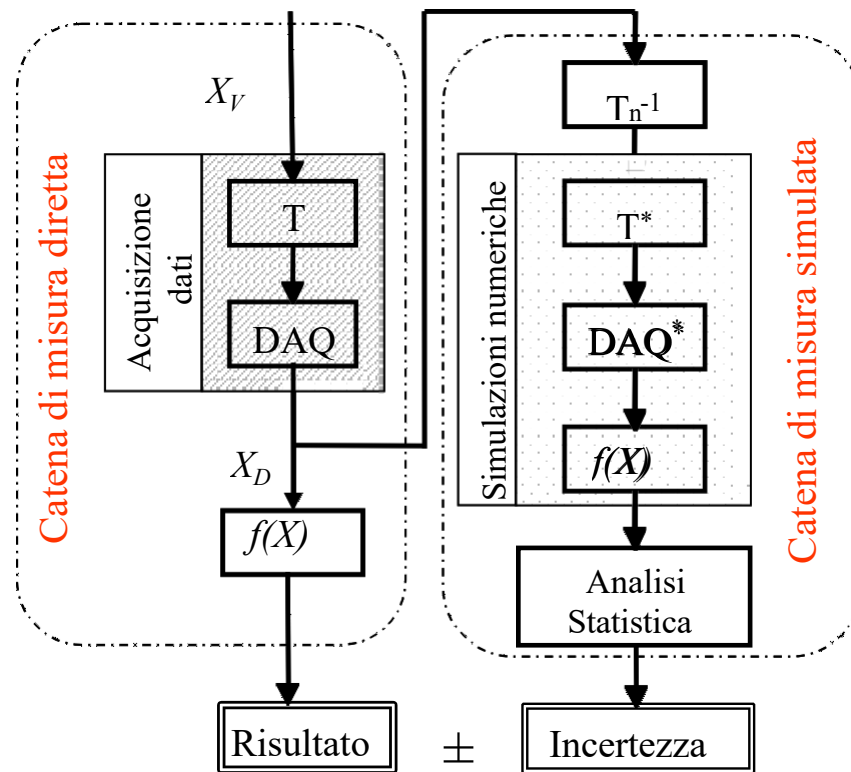 Catena di misura diretta
X_V
Acquisizione
dati
T
DAQ
X_D
f(X)
Risultato
±
T_n^-1
Simulazioni numeriche
T*
DAQ*
f(X)
Analisi
Statistica
Incertezza
Catena di misura simulata